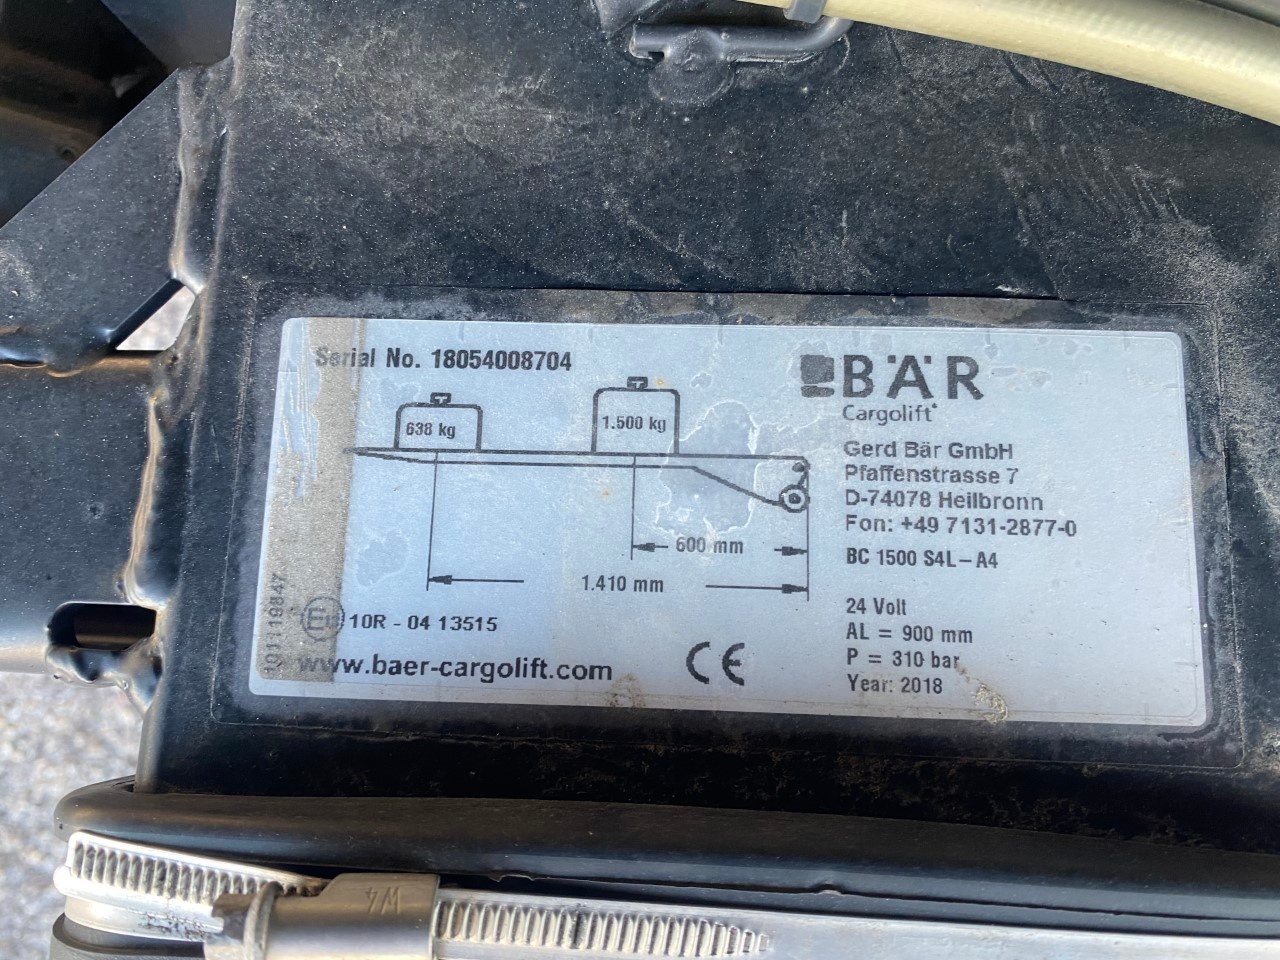 Serial No. 18054008704
BÄR
Cargolift
638 kg
1.500 kg
600 mm
1.410 mm
Gerd Bär GmbH
Pfaffenstrasse 7
D-74078 Heilbronn
Fon: +49 7131-2877-0
BC 1500 S4L-A4
24 Volt
AL = 900 mm
P = 310 bar
Year: 2018
10R - 04 13515
www.baer-cargolift.com
CE
101119847
W4